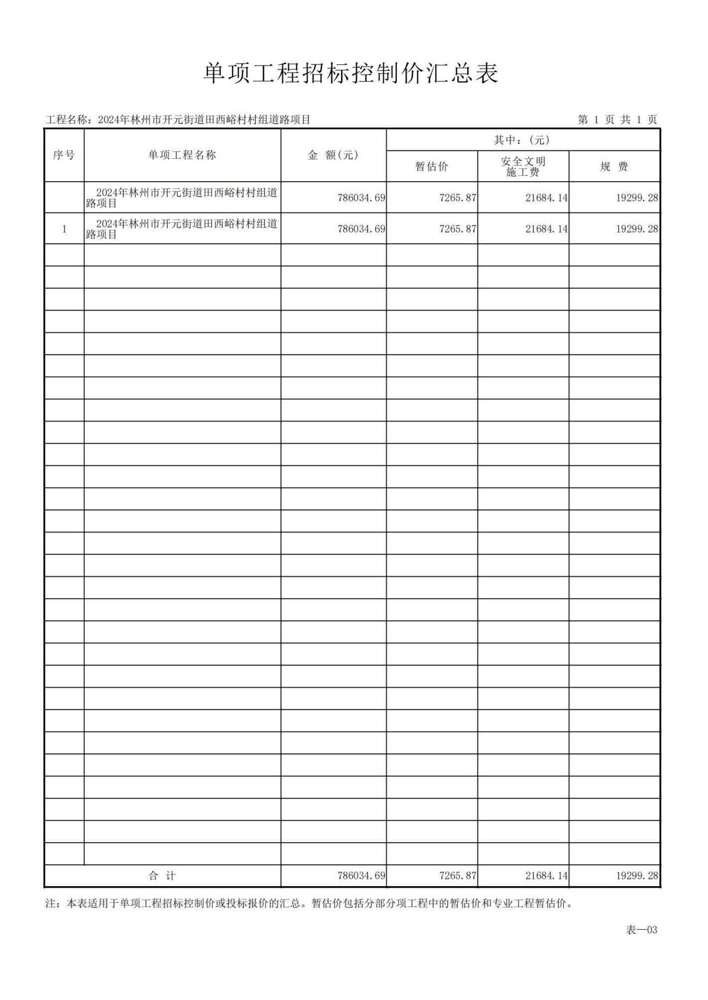 单项工程招标控制价汇总表
工程名称：2024年林州市开元街道田西峪村村组道路项目 第 1 页 共 1 页
序号 单项工程名称 金 额(元) 其中：(元)
暂估价 安全文明 规 费
施工费
2024年林州市开元街道田西峪村村组道
路项目 786034.69 7265.87 21684.14 19299.28
1 2024年林州市开元街道田西峪村村组道
路项目 786034.69 7265.87 21684.14 19299.28
合 计 786034.69 7265.87 21684.14 19299.28
注：本表适用于单项工程招标控制价或投标报价的汇总。暂估价包括分部分项工程中的暂估价和专业工程暂估价。
表—03